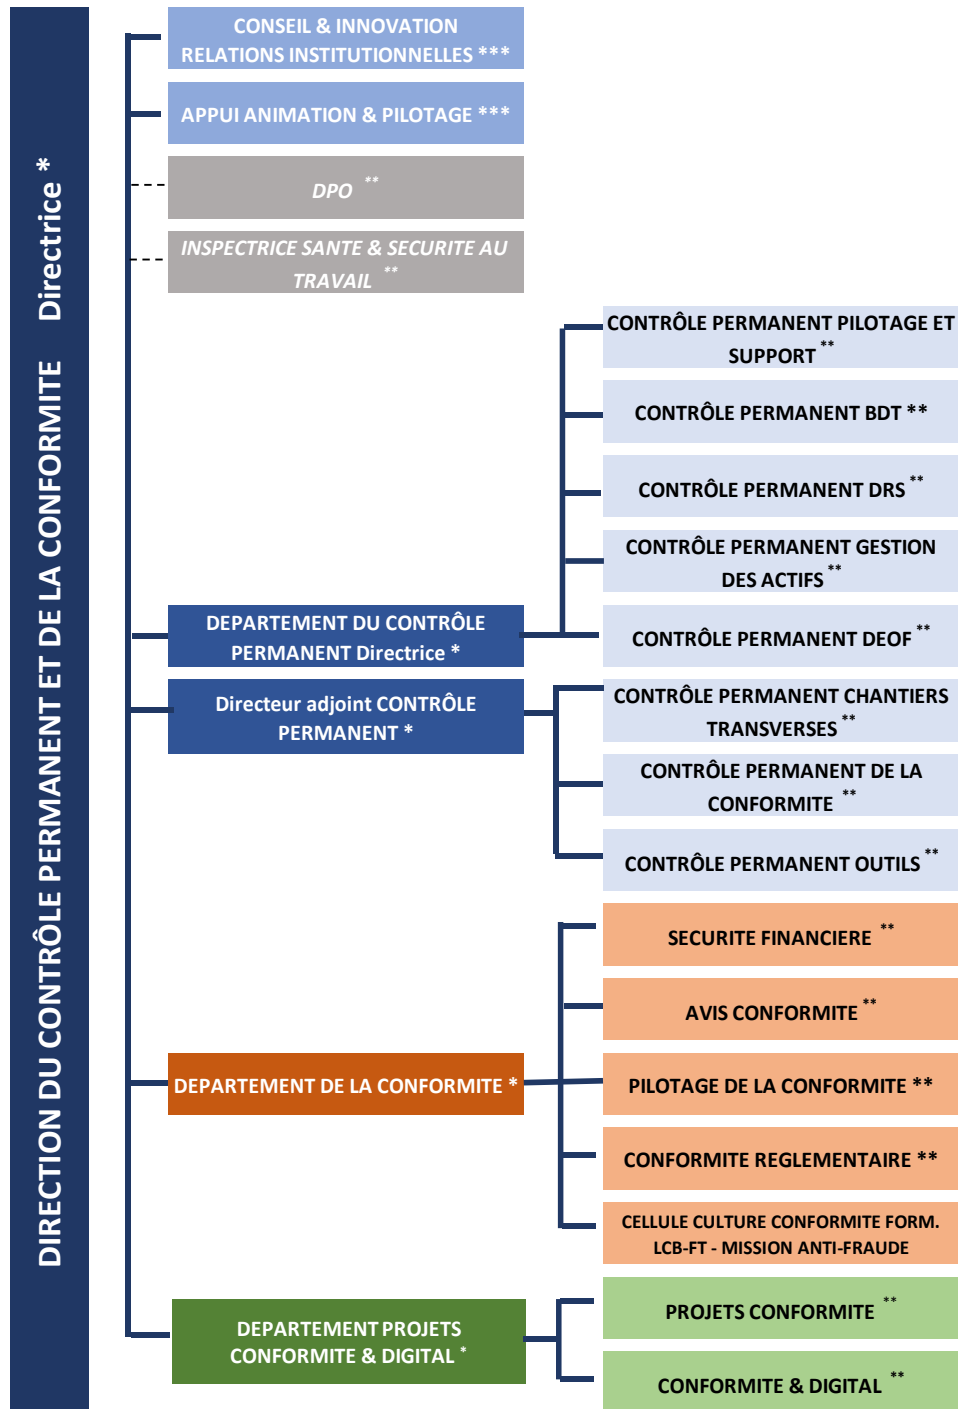 DIRECTION DU CONTRÔLE PERMANENT ET DE LA CONFORMITE Directrice *
CONSEIL & INNOVATION
RELATIONS INSTITUTIONNELLES ***
APPUI ANIMATION & PILOTAGE ***
DPO **
INSPECTRICE SANTE & SECURITE AU
TRAVAIL **
DEPARTEMENT DU CONTRÔLE
PERMANENT Directrice *
CONTRÔLE PERMANENT PILOTAGE ET
SUPPORT **
CONTRÔLE PERMANENT BDT **
CONTRÔLE PERMANENT DRS **
CONTRÔLE PERMANENT GESTION
DES ACTIFS **
CONTRÔLE PERMANENT DEOF **
Directeur adjoint CONTRÔLE
PERMANENT *
CONTRÔLE PERMANENT CHANTIERS
TRANSVERSES **
CONTRÔLE PERMANENT DE LA
CONFORMITE **
CONTRÔLE PERMANENT OUTILS **
DEPARTEMENT DE LA CONFORMITE *
SECURITE FINANCIERE **
AVIS CONFORMITE **
PILOTAGE DE LA CONFORMITE **
CONFORMITE REGLEMENTAIRE **
CELLULE CULTURE CONFORMITE FORM.
LCB-FT - MISSION ANTI-FRAUDE
DEPARTEMENT PROJETS
CONFORMITE & DIGITAL *
PROJETS CONFORMITE **
CONFORMITE & DIGITAL **